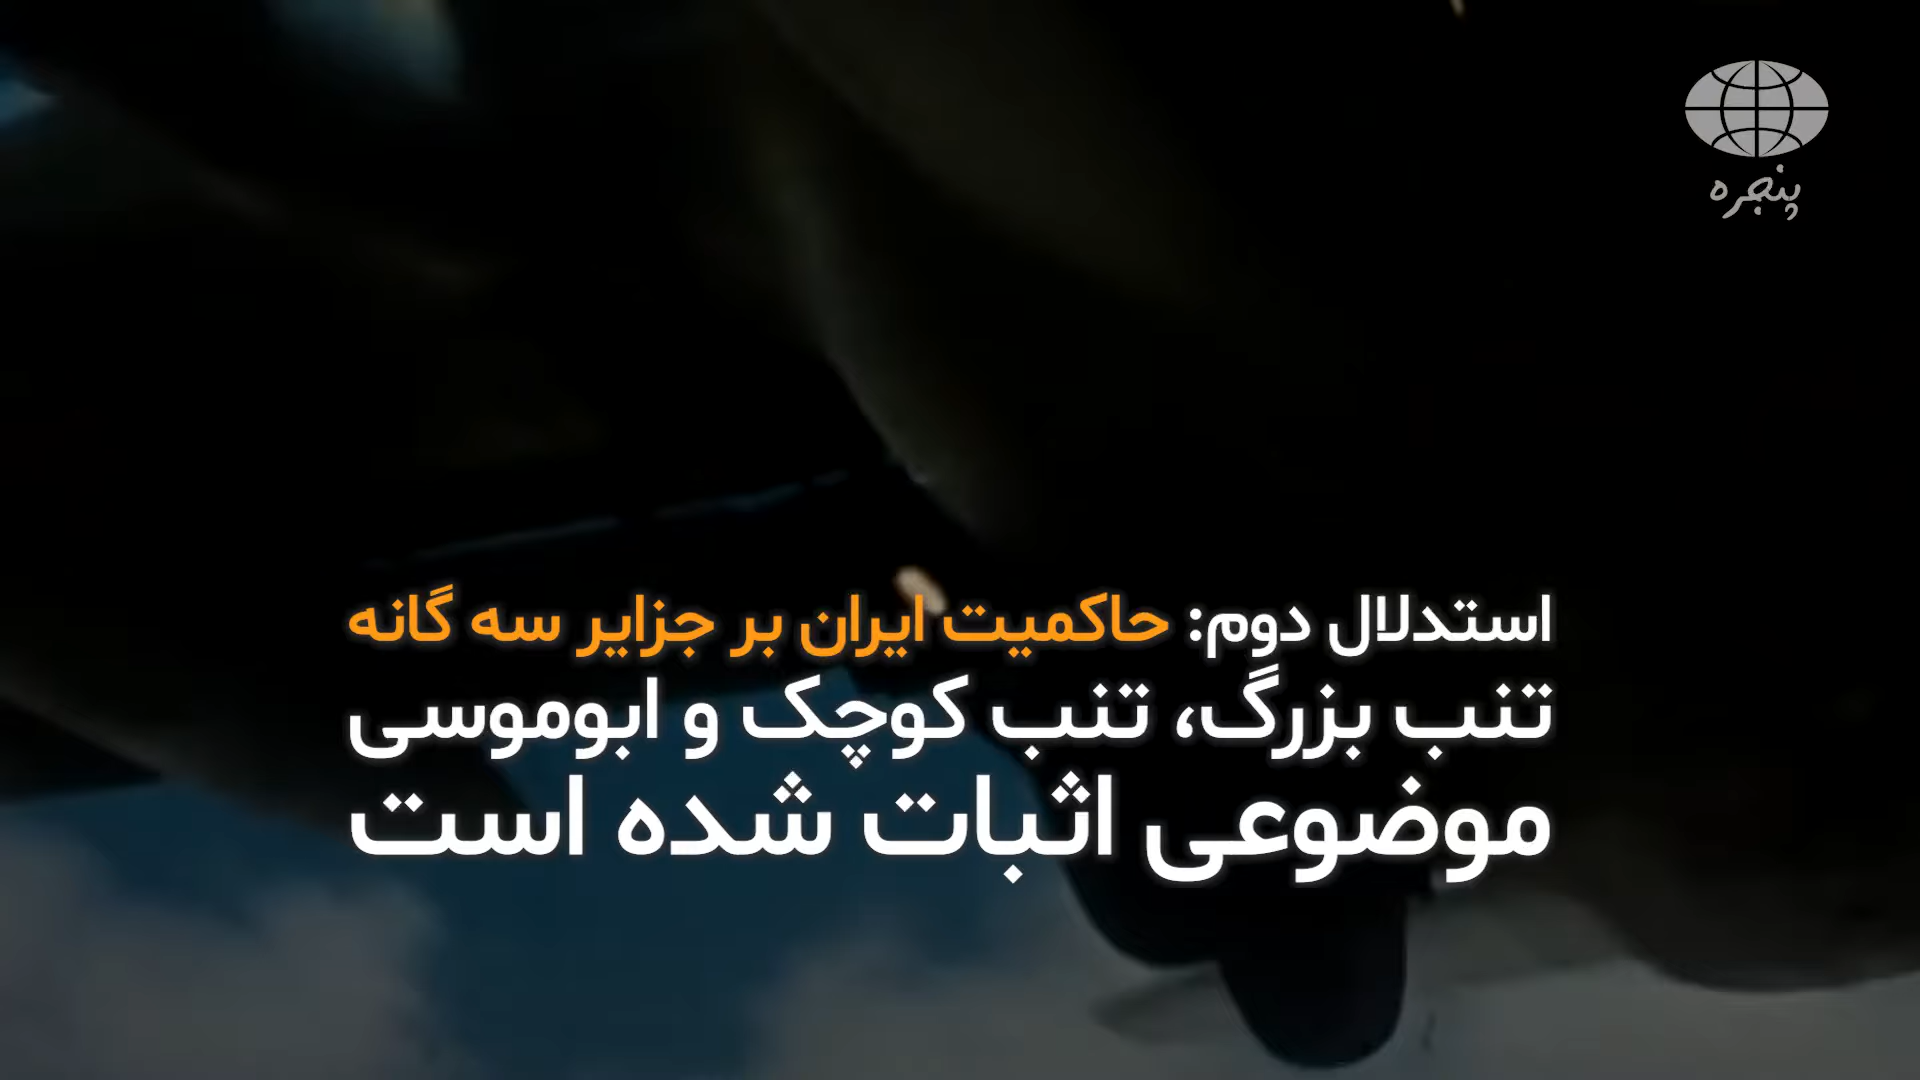 پنجره
استدلال دوم: حاکمیت ایران بر جزایر سه گانه
تنب بزرگ، تنب کوچک و ابوموسی
موضوعی اثبات شده است